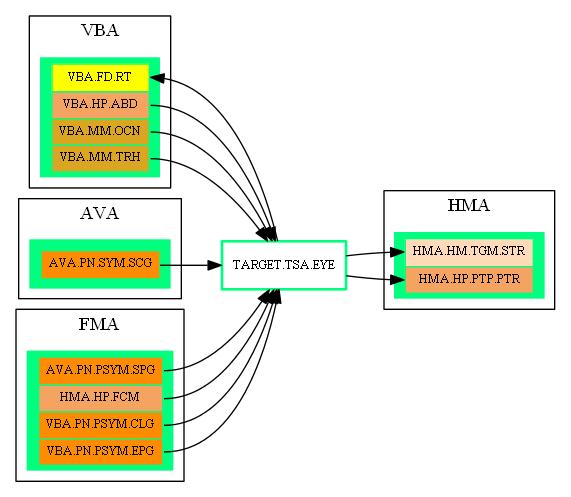 VBA
VBA.FD.RT
VBA.HP.ABD
VBA.MM.OCN
VBA.MM.TRH
AVA
AVA.PN.SYM.SCG
FMA
AVA.PN.PSYM.SPG
HMA.HP.FCM
VBA.PN.PSYM.CLG
VBA.PN.PSYM.EPG
TARGET.TSA.EYE
HMA
HMA.HM.TGM.STR
HMA.HP.PTP.PTR